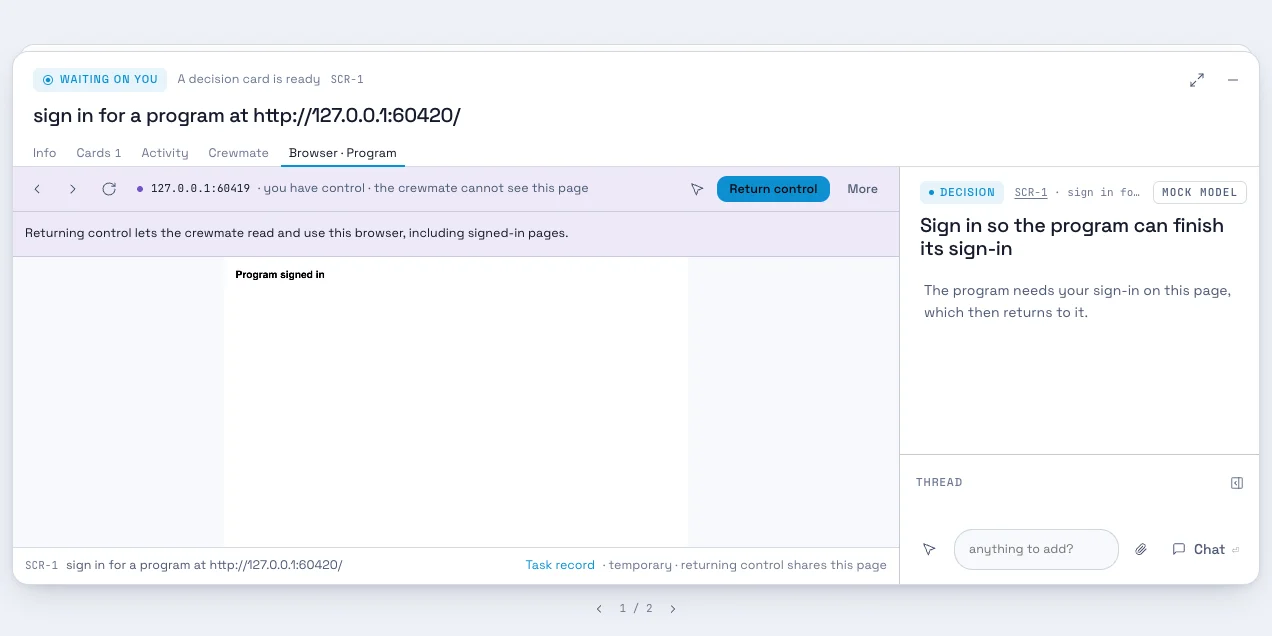 WAITING ON YOU A decision card is ready SCR-1
sign in for a program at http://127.0.0.1:60420/
Info Cards 1 Activity Crewmate Browser · Program
127.0.0.1:60419 · you have control · the crewmate cannot see this page Return control More
Returning control lets the crewmate read and use this browser, including signed-in pages.
Program signed in
SCR-1 sign in for a program at http://127.0.0.1:60420/ Task record · temporary · returning control shares this page
DECISION SCR-1 · sign in fo… MOCK MODEL
Sign in so the program can finish
its sign-in
The program needs your sign-in on this page,
which then returns to it.
THREAD
anything to add? Chat
1 / 2